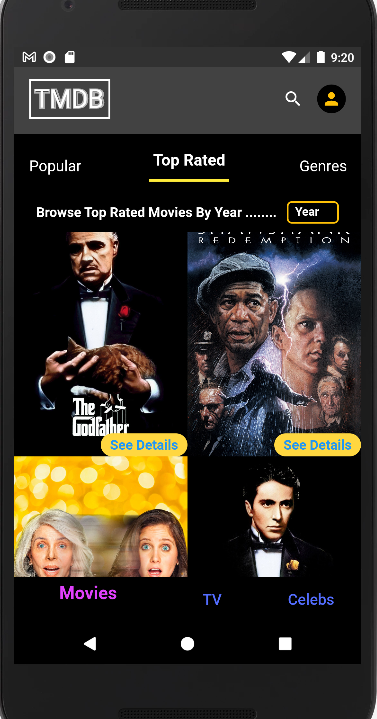 9:20
TMDB
Popular
Top Rated
Genres
Browse Top Rated Movies By Year ........
Year
REDEMPTION
The
Godfather
See Details
See Details
Movies
TV
Celebs